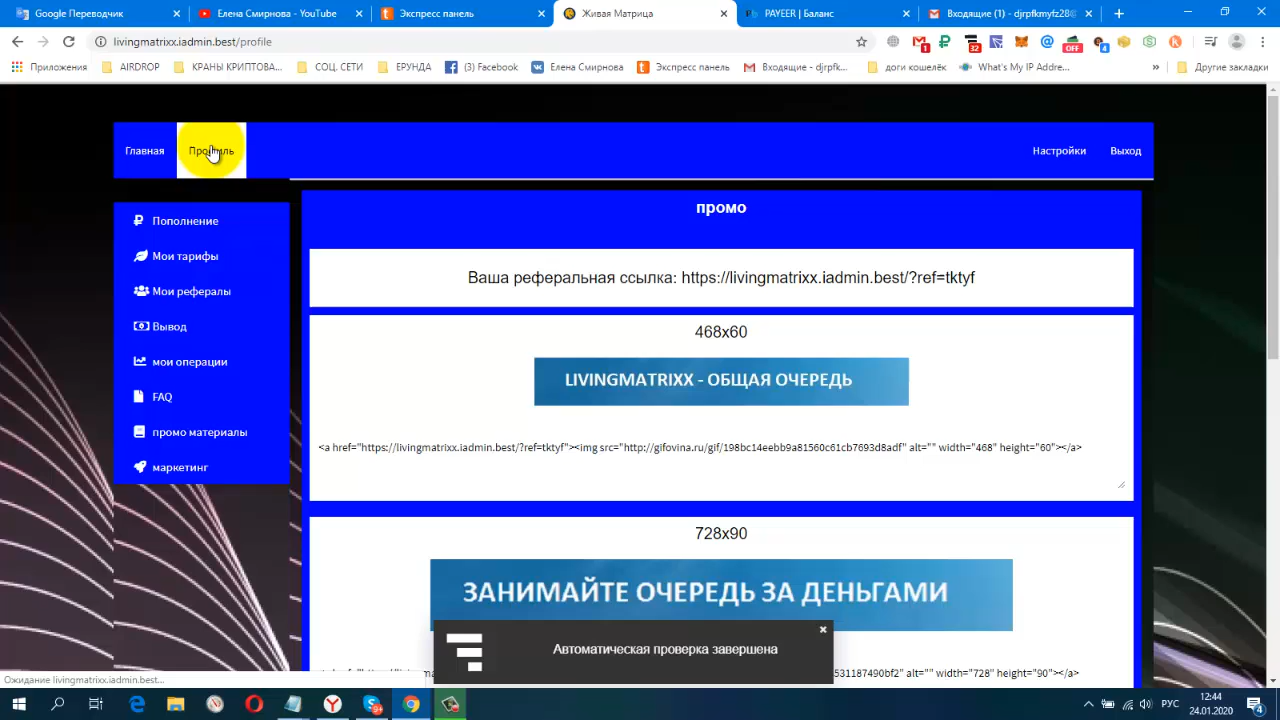 Google Переводчик
Елена Смирнова - YouTube
Экспресс панель
Живая Матрица
PAYEER | Баланс
Входящие (1) - djrpfkmyfz28@
livingmatrixx.iadmin.best/profile
1
32
OFF
4
Приложения
AIRDROP
КРАНЫ КРИПТОВА...
СОЦ. СЕТИ
ЕРУНДА
(3) Facebook
Елена Смирнова
Экспресс панель
Входящие - djrpfk...
доги кошелёк
What's My IP Addre...
»
Другие закладки
Главная
Профиль
Настройки
Выход
Пополнение
Мои тарифы
Мои рефералы
Вывод
мои операции
FAQ
промо материалы
маркетинг
промо
Ваша реферальная ссылка: https://livingmatrixx.iadmin.best/?ref=tktyf
468x60
LIVINGMATRIXX - ОБЩАЯ ОЧЕРЕДЬ
<a href="https://livingmatrixx.iadmin.best/?ref=tktyf"><img src="http://gifovina.ru/gif/198bc14eebb9a81560c61cb7693d8adf" alt="" width="468" height="60"></a>
728x90
ЗАНИМАЙТЕ ОЧЕРЕДЬ ЗА ДЕНЬГАМИ
531187490bf2" alt="" width="728" height="90"></a>
Автоматическая проверка завершена
Ожидание livingmatrixx.iadmin.best...
РУС
12:44
24.01.2020
4